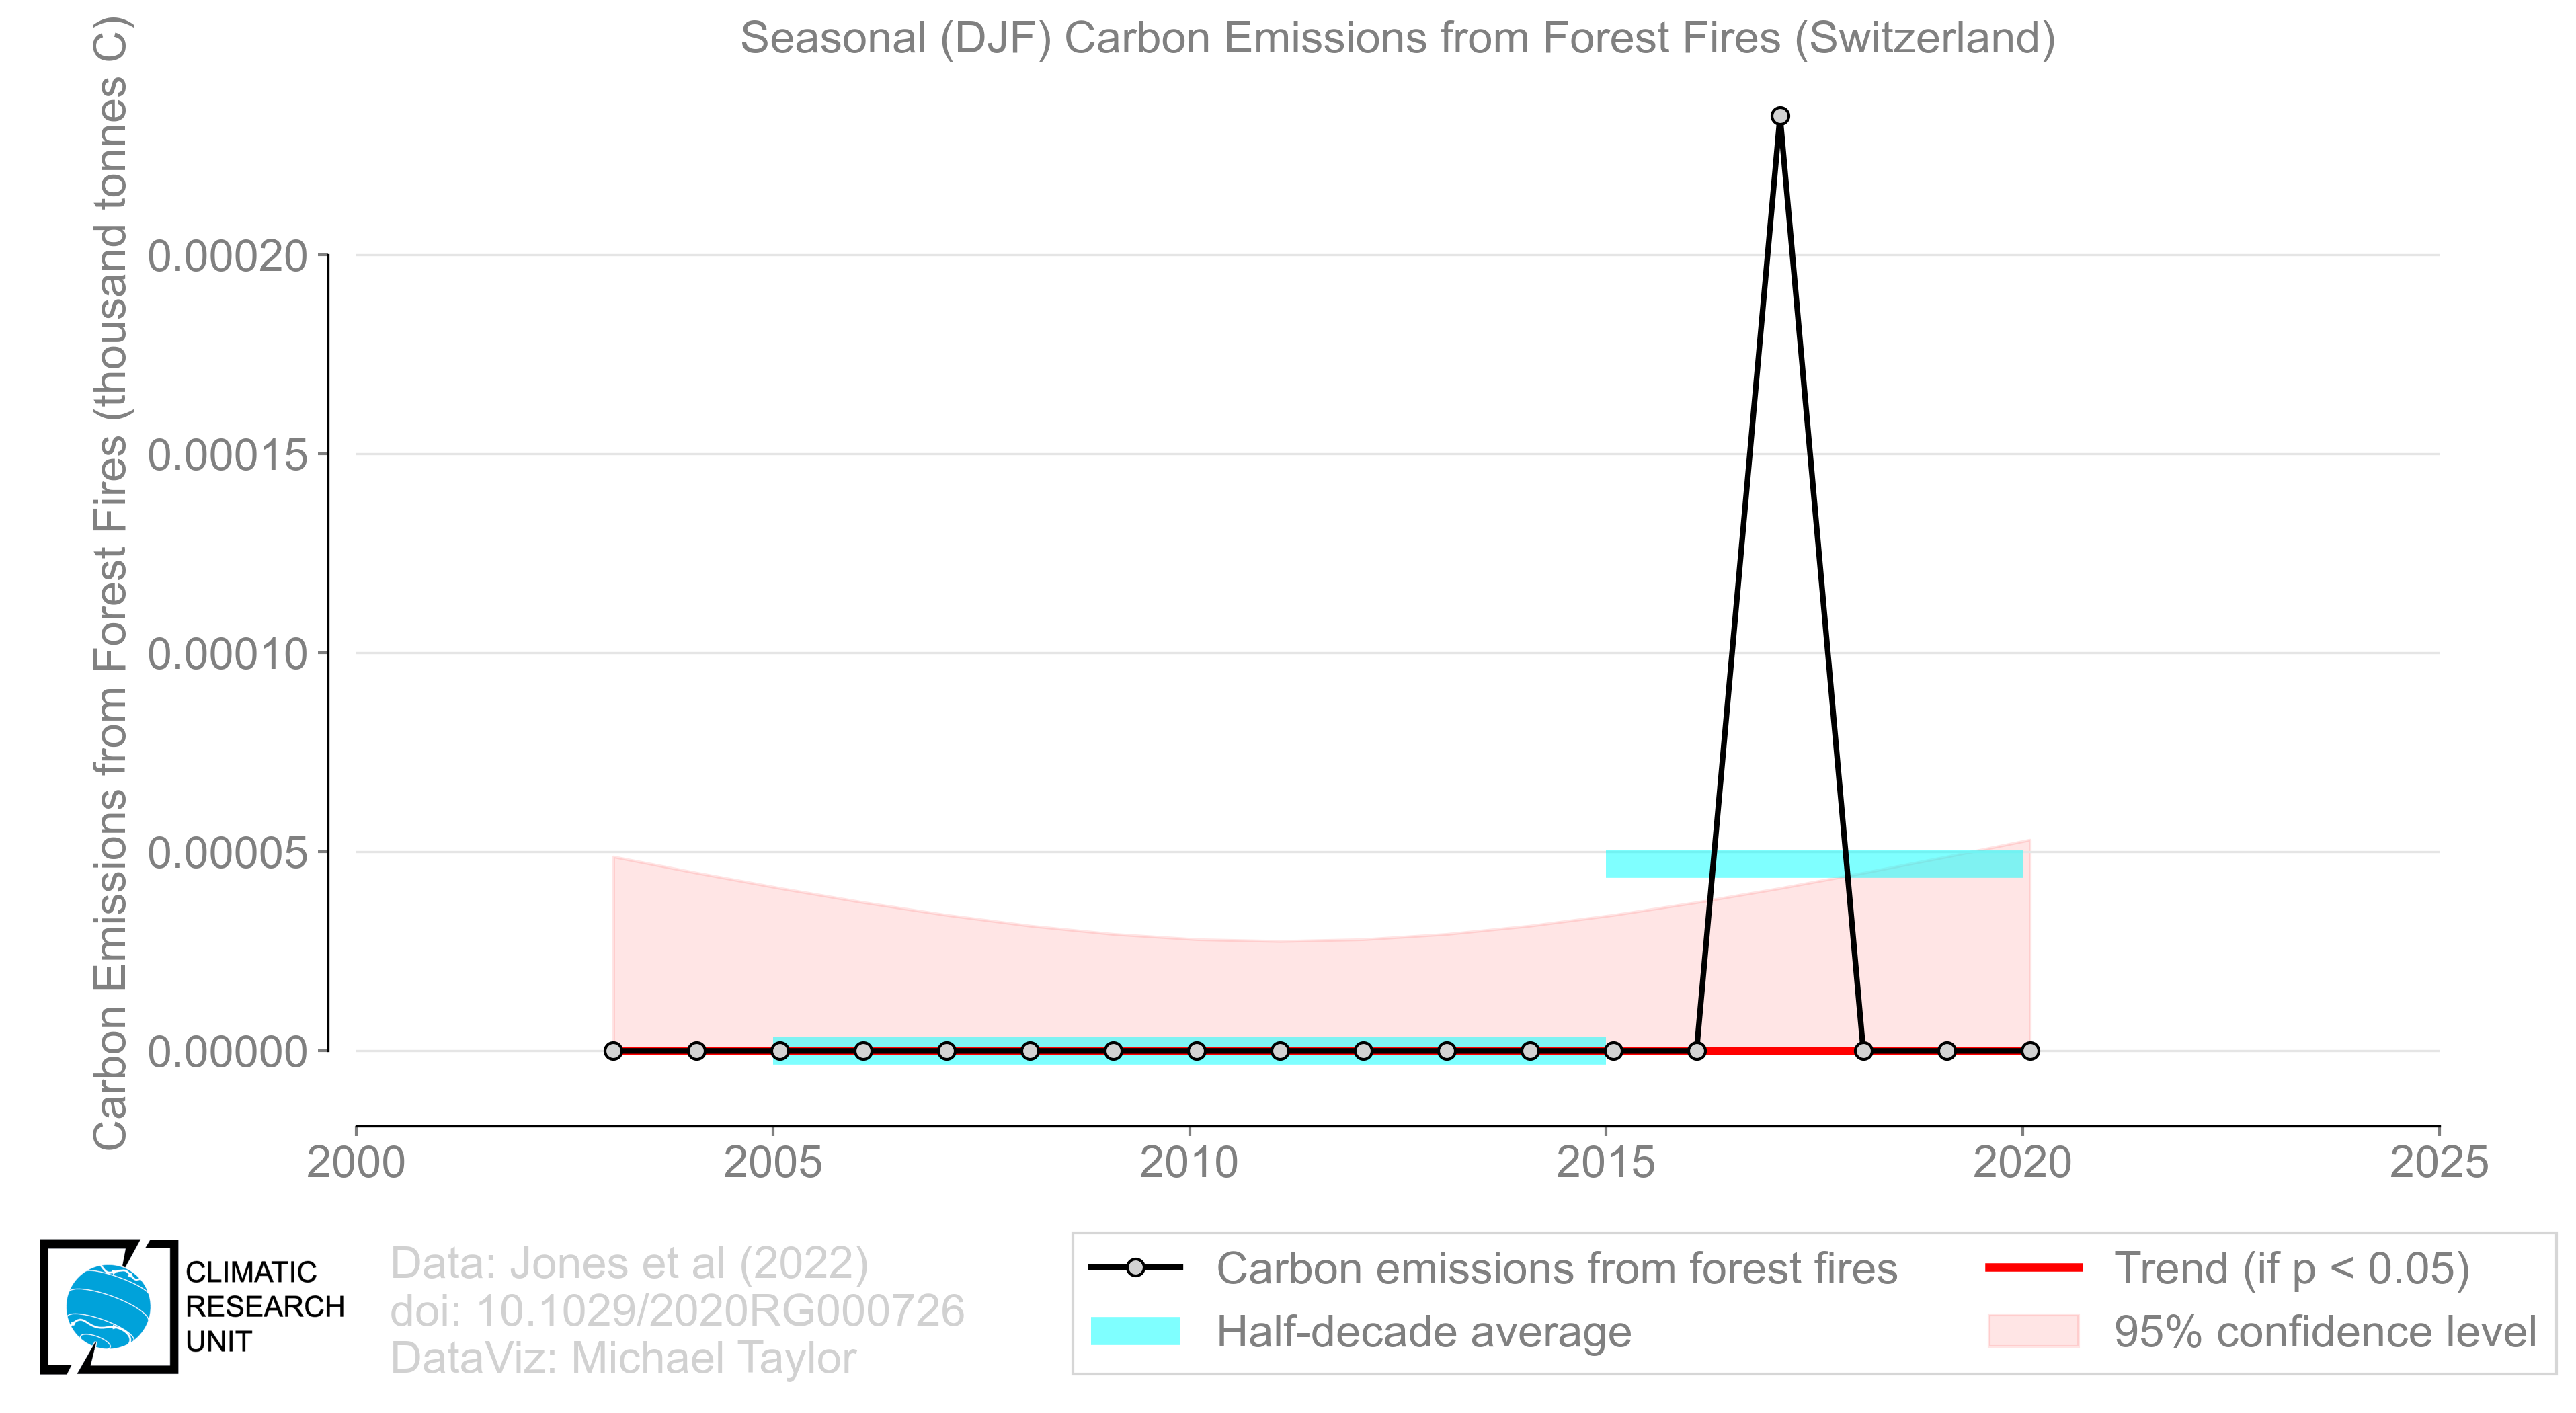 Seasonal (DJF) Carbon Emissions from Forest Fires (Switzerland)
Carbon Emissions from Forest Fires (thousand tonnes C)
0.00020
0.00015
0.00010
0.00005
0.00000
2000 2005 2010 2015 2020 2025
CLIMATIC
RESEARCH
UNIT
Data: Jones et al (2022)
doi: 10.1029/2020RG000726
DataViz: Michael Taylor
Carbon emissions from forest fires
Half-decade average
Trend (if p < 0.05)
95% confidence level